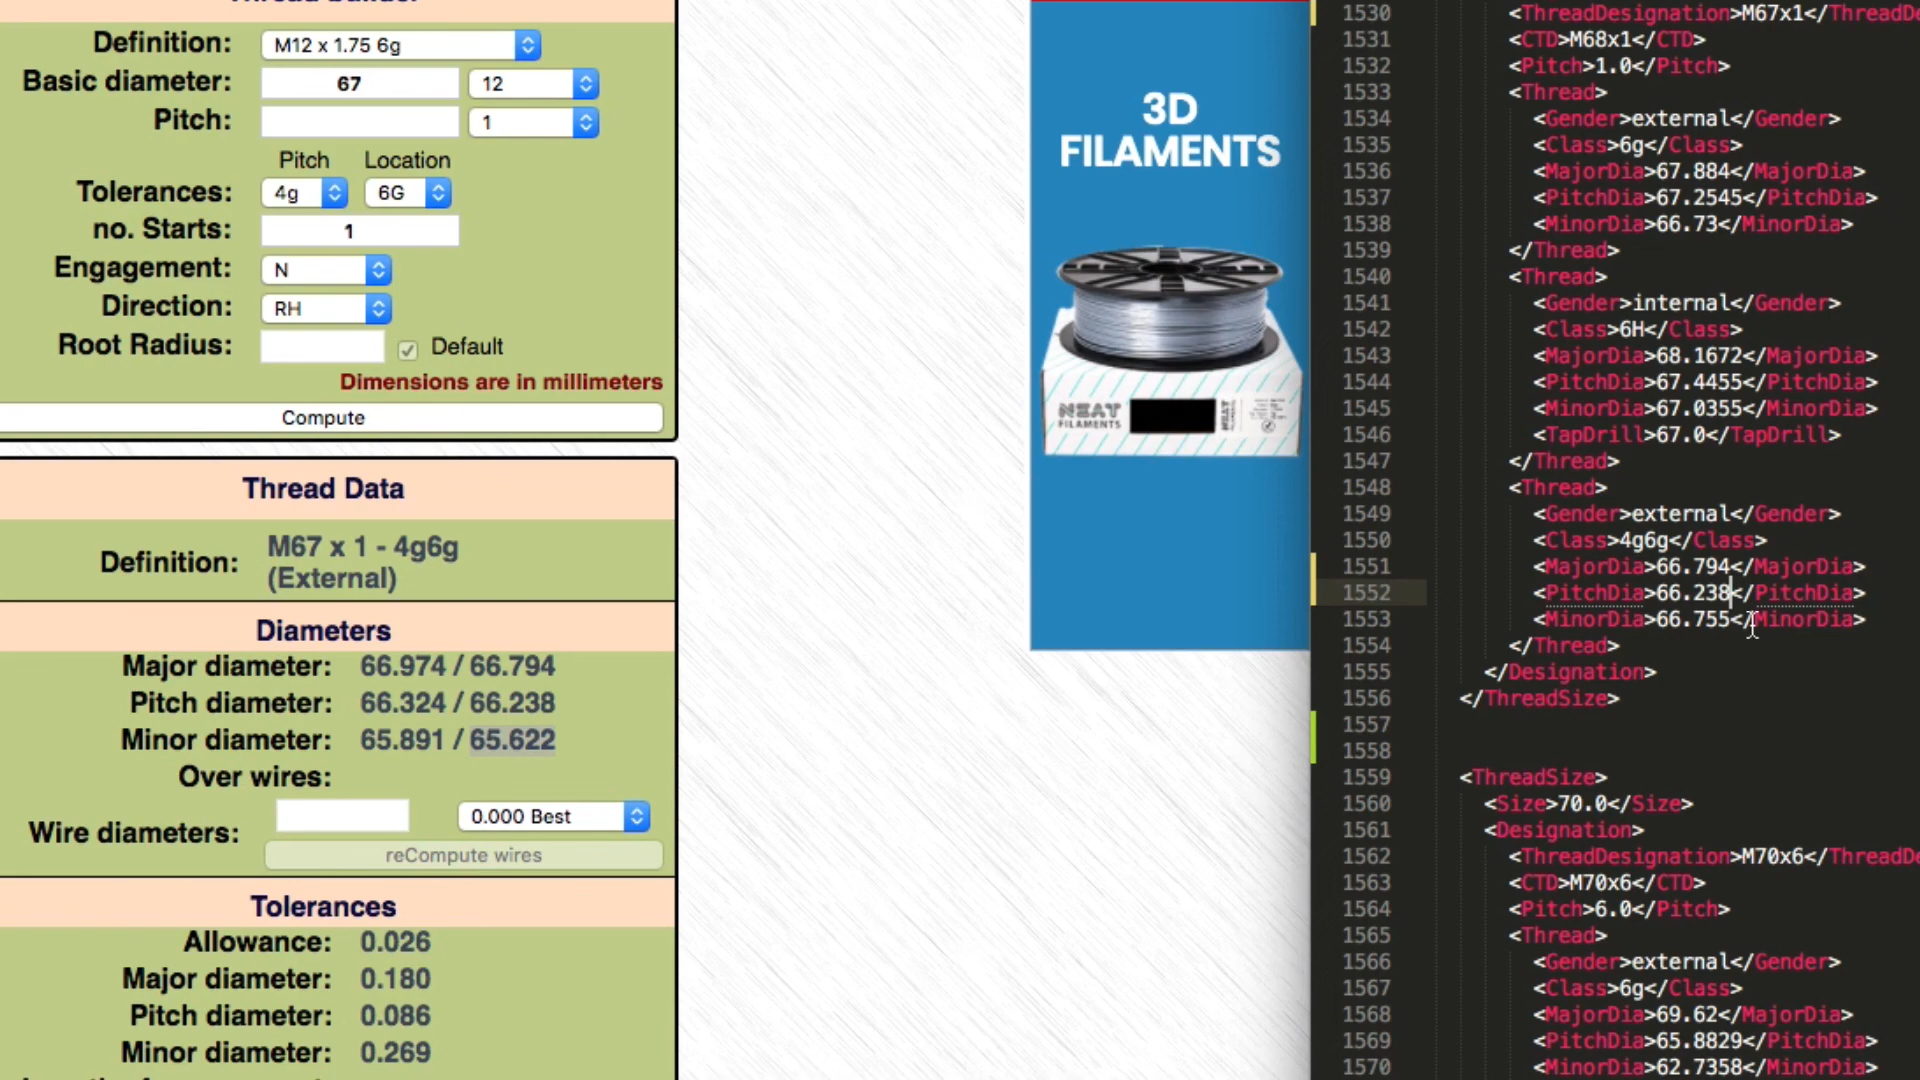 Definition:
M12 x 1.75 6g
Basic diameter:
67
12
Pitch:
1
Pitch
Location
Tolerances:
4g
6G
no. Starts:
1
Engagement:
N
Direction:
RH
Root Radius:
Default
Dimensions are in millimeters
Compute
Thread Data
Definition:
M67 x 1 - 4g6g
(External)
Diameters
Major diameter: 66.974 / 66.794
Pitch diameter: 66.324 / 66.238
Minor diameter: 65.891 / 65.622
Over wires:
Wire diameters:
0.000 Best
reCompute wires
Tolerances
Allowance: 0.026
Major diameter: 0.180
Pitch diameter: 0.086
Minor diameter: 0.269
3D
FILAMENTS
NEAT
FILAMENTS
1530 <ThreadDesignation>M67x1</ThreadDe
1531 <CTD>M68x1</CTD>
1532 <Pitch>1.0</Pitch>
1533 <Thread>
1534 <Gender>external</Gender>
1535 <Class>6g</Class>
1536 <MajorDia>67.884</MajorDia>
1537 <PitchDia>67.2545</PitchDia>
1538 <MinorDia>66.73</MinorDia>
1539 </Thread>
1540 <Thread>
1541 <Gender>internal</Gender>
1542 <Class>6H</Class>
1543 <MajorDia>68.1672</MajorDia>
1544 <PitchDia>67.4455</PitchDia>
1545 <MinorDia>67.0355</MinorDia>
1546 <TapDrill>67.0</TapDrill>
1547 </Thread>
1548 <Thread>
1549 <Gender>external</Gender>
1550 <Class>4g6g</Class>
1551 <MajorDia>66.794</MajorDia>
1552 <PitchDia>66.238</PitchDia>
1553 <MinorDia>66.755</MinorDia>
1554 </Thread>
1555 </Designation>
1556 </ThreadSize>
1557
1558
1559 <ThreadSize>
1560 <Size>70.0</Size>
1561 <Designation>
1562 <ThreadDesignation>M70x6</ThreadDe
1563 <CTD>M70x6</CTD>
1564 <Pitch>6.0</Pitch>
1565 <Thread>
1566 <Gender>external</Gender>
1567 <Class>6g</Class>
1568 <MajorDia>69.62</MajorDia>
1569 <PitchDia>65.8829</PitchDia>
1570 <MinorDia>62.7358</MinorDia>